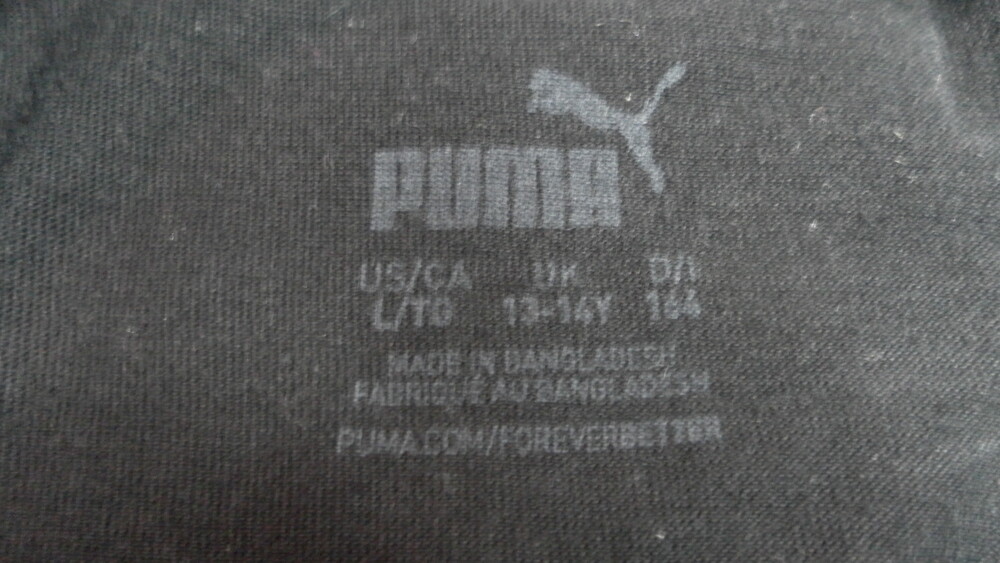 PUMA
US/CA UK D/I
L/TG 13-14Y 164
MADE IN BANGLADESH
FABRIQUÉ AU BANGLADESH
PUMA.COM/FOREVERBETTER